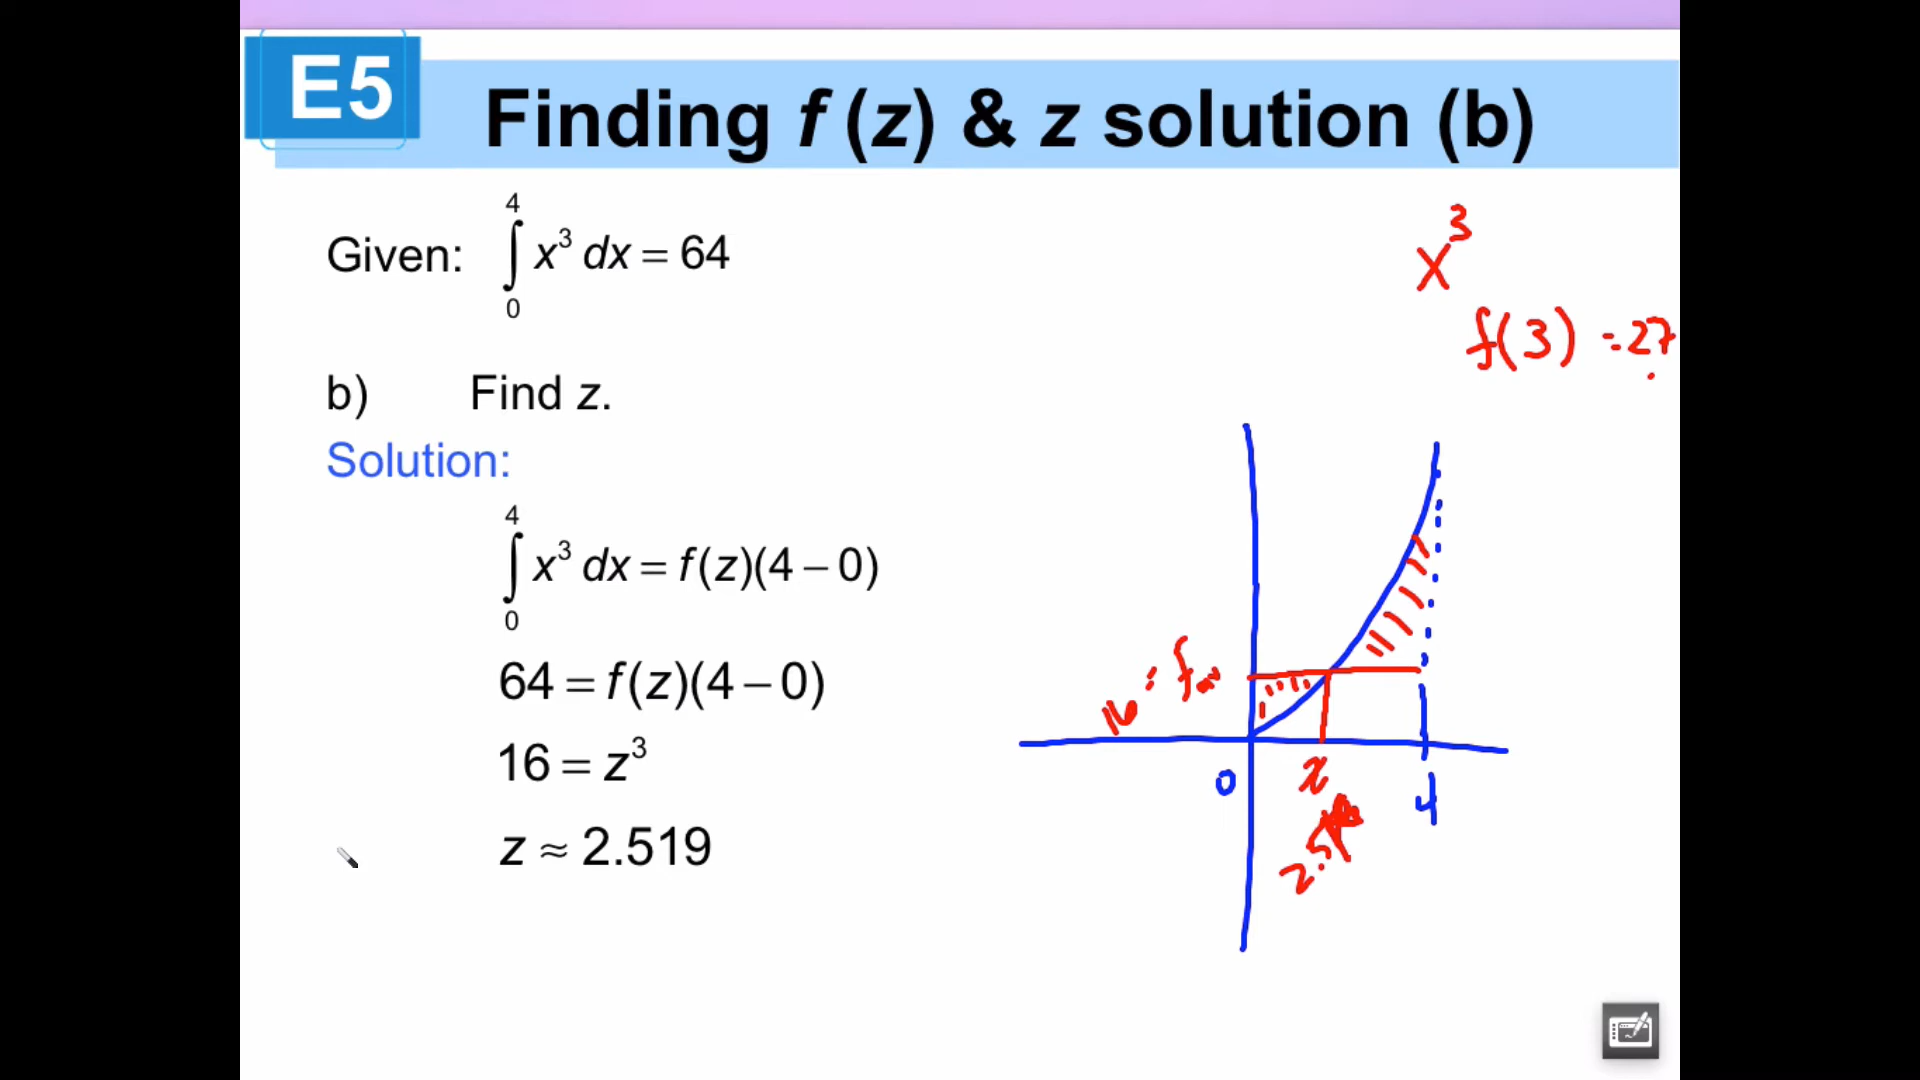 E5
Finding f (z) & z solution (b)
Given: ∫₀⁴ x³ dx = 64
x³
f(3) = 27
b) Find z.
Solution:
∫₀⁴ x³ dx = f(z)(4 – 0)
64 = f(z)(4 – 0)
16 = f
16 = z³
0
z
4
z ≈ 2.519